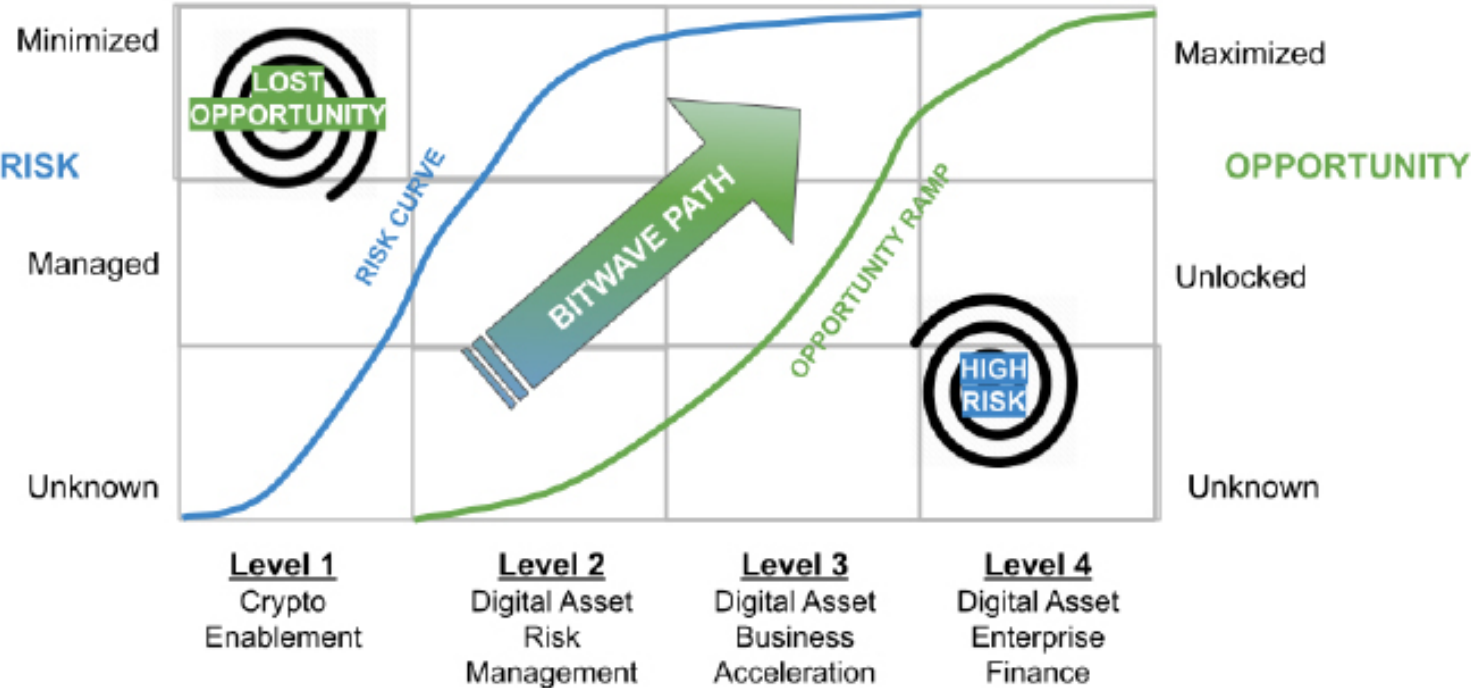 Minimized
Managed
Unknown
RISK
LOST
OPPORTUNITY
RISK CURVE
BITWAVE PATH
OPPORTUNITY RAMP
HIGH
RISK
Maximized
OPPORTUNITY
Unlocked
Unknown
Level 1
Crypto
Enablement
Level 2
Digital Asset
Risk
Management
Level 3
Digital Asset
Business
Acceleration
Level 4
Digital Asset
Enterprise
Finance